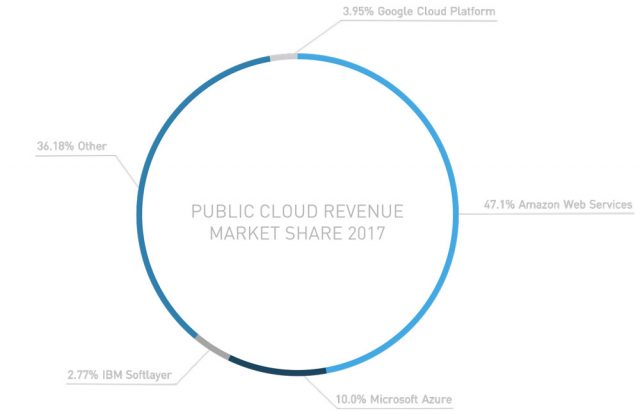 3.95% Google Cloud Platform
36.18% Other
PUBLIC CLOUD REVENUE
MARKET SHARE 2017
47.1% Amazon Web Services
2.77% IBM Softlayer
10.0% Microsoft Azure